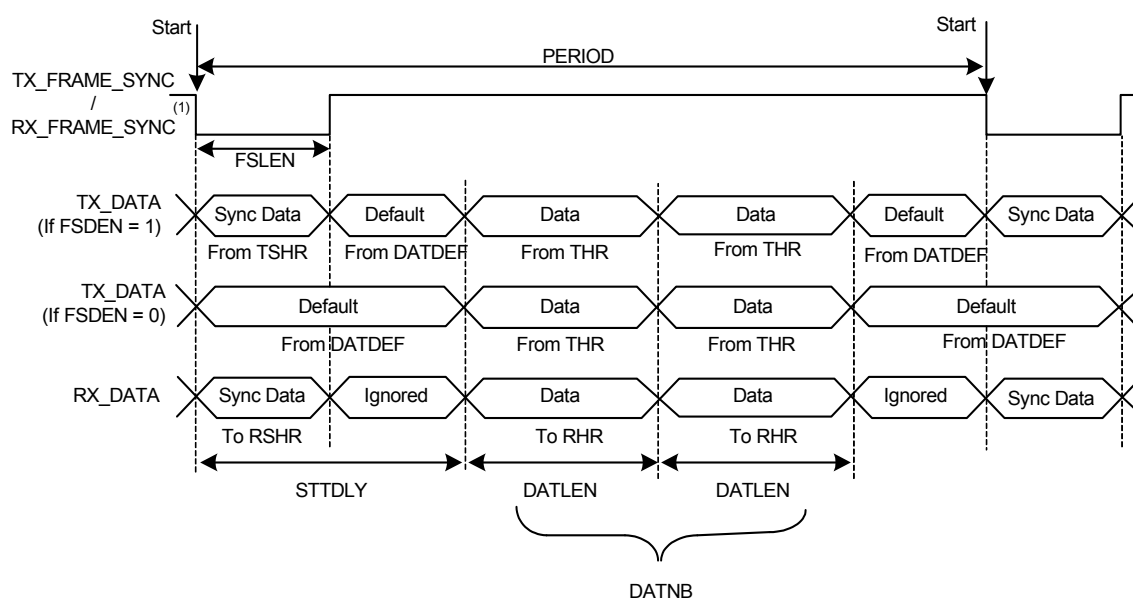 Start
Start
PERIOD
TX_FRAME_SYNC
/
RX_FRAME_SYNC
(1)
FSLEN
TX_DATA
(If FSDEN = 1)
Sync Data
Default
Data
Data
Default
Sync Data
From TSHR
From DATDEF
From THR
From THR
From DATDEF
TX_DATA
(If FSDEN = 0)
Default
Data
Data
Default
From DATDEF
From THR
From THR
From DATDEF
RX_DATA
Sync Data
Ignored
Data
Data
Ignored
Sync Data
To RSHR
To RHR
To RHR
STTDLY
DATLEN
DATLEN
DATNB